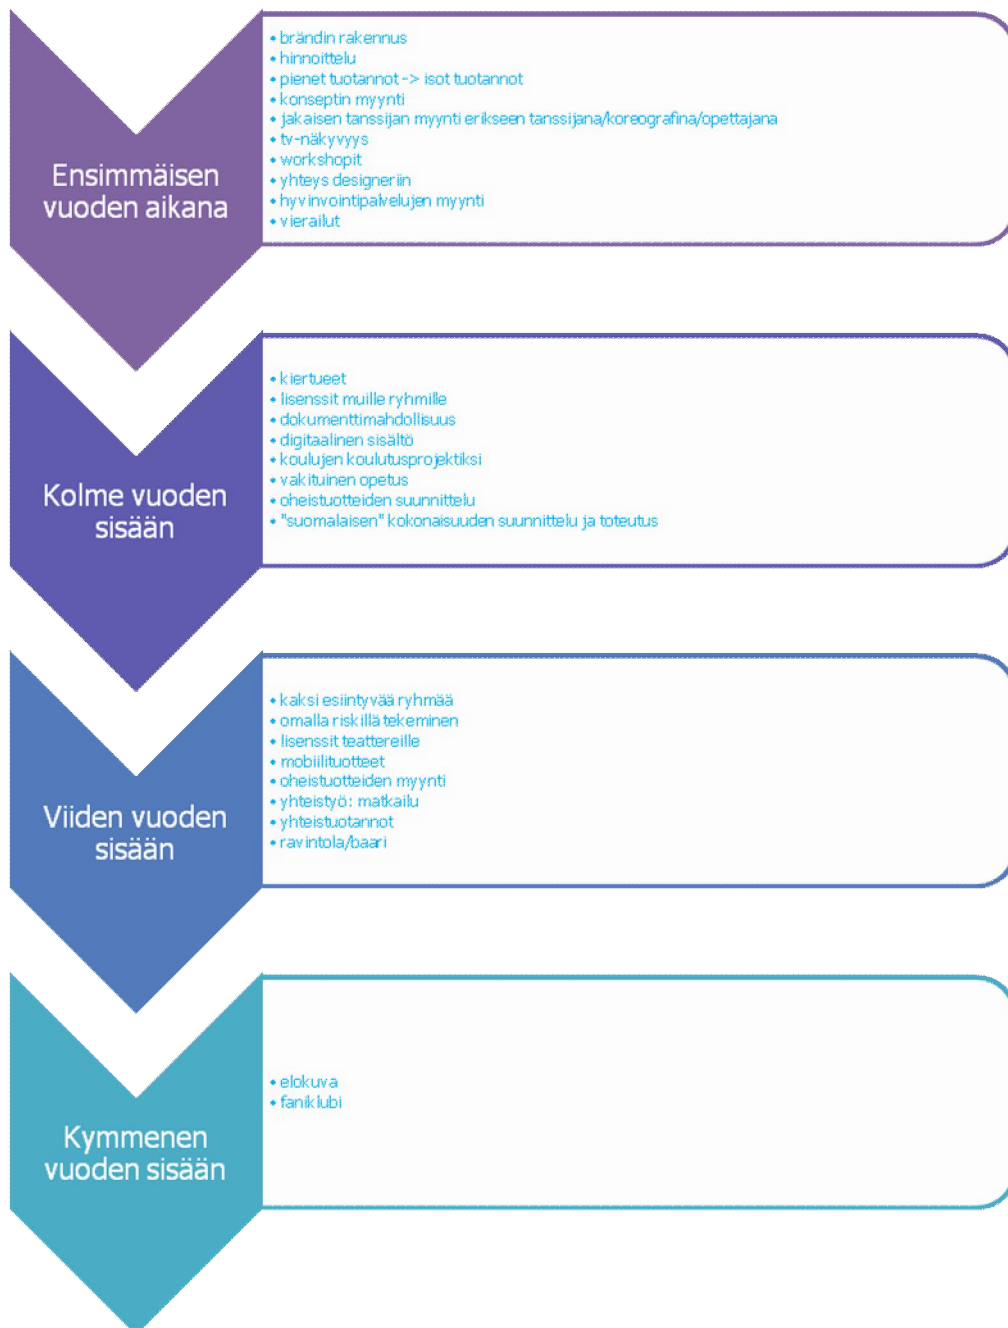 Ensimmäisen
vuoden aikana
• brändin rakennus
• hinnoittelu
• pienet tuotannot -> isot tuotannot
• konseptin myynti
• jakaisen tanssijan myynti erikseen tanssijana/koreografina/opettajana
• tv-näkyvyys
• workshopit
• yhteys designeriin
• hyvinvointipalvelujen myynti
• vierailut
Kolme vuoden
sisään
• kiertueet
• lisenssit muille ryhmille
• dokumenttimahdollisuus
• digitaalinen sisältö
• koulujen koulutusprojektiksi
• vakituinen opetus
• oheistuotteiden suunnittelu
• "suomalaisen" kokonaisuuden suunnittelu ja toteutus
Viiden vuoden
sisään
• kaksi esiintyvää ryhmää
• omalla riskillä tekeminen
• lisenssit teattereille
• mobiilituotteet
• oheistuotteiden myynti
• yhteistyö: matkailu
• yhteistuotannot
• ravintola/baari
Kymmenen
vuoden sisään
• elokuva
• faniklubi